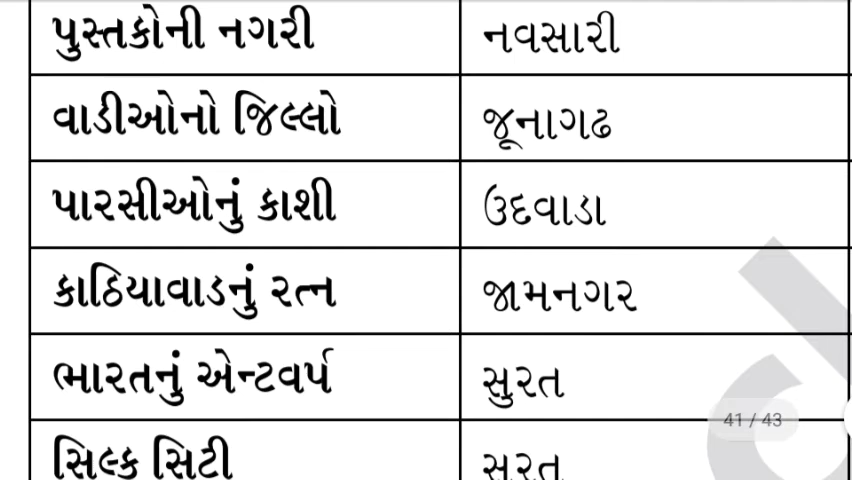 પુસ્તકોની નગરી નવસારી
વાડીઓનો જિલ્લો જૂનાગઢ
પારસીઓનું કાશી ઉદવાડા
કાઠિયાવાડનું રત્ન જામનગર
ભારતનું એન્ટવર્પ સુરત
41 / 43
સિલ્ક સિટી સુરત